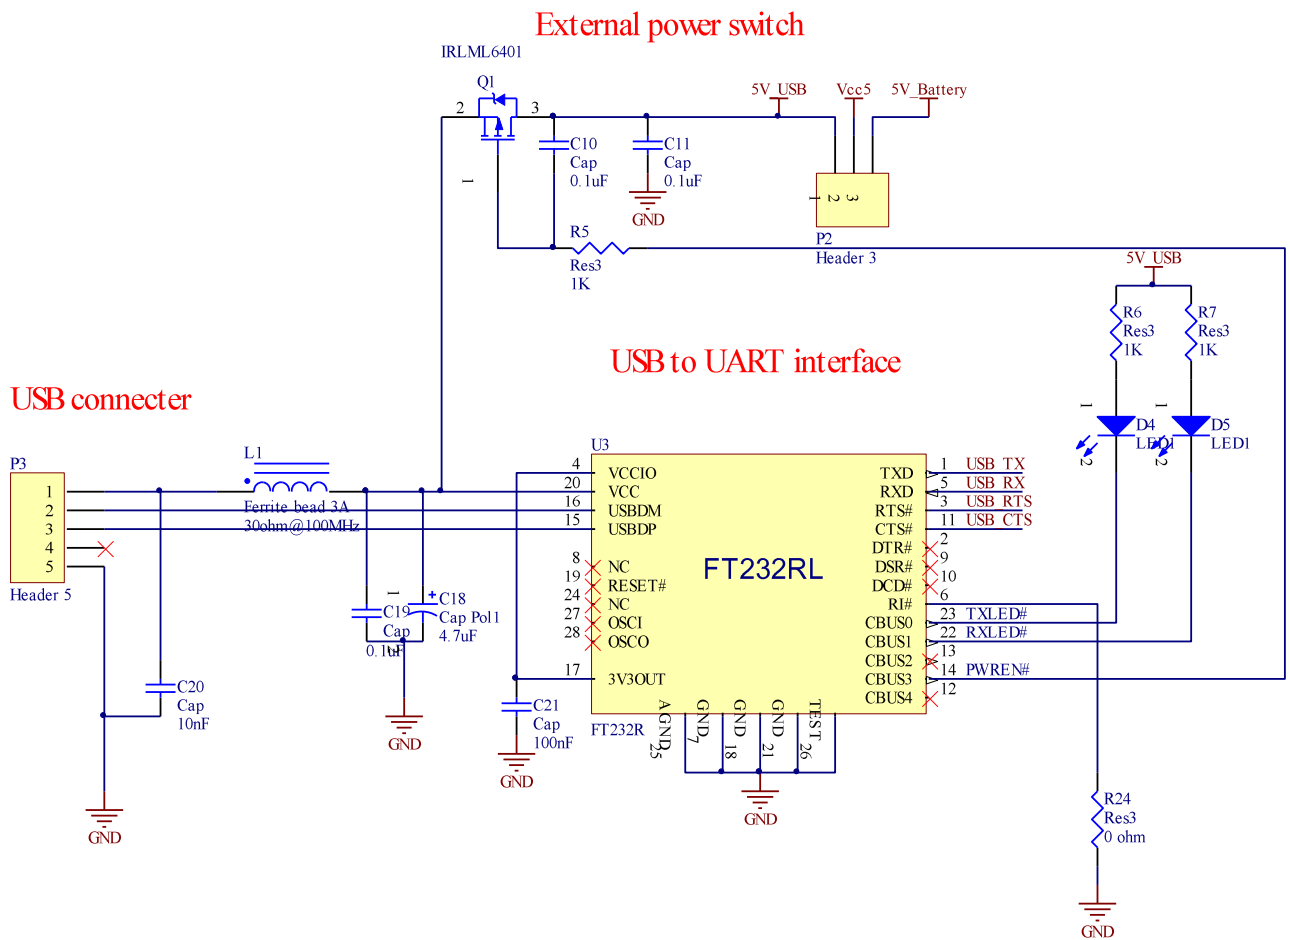 External power switch
IRLML6401
Q1
2
3
1
C10
Cap
0.1uF
C11
Cap
0.1uF
GND
5V_USB
Vcc5
5V_Battery
1
2
3
P2
Header 3
R5
Res3
1K
5V_USB
R6
Res3
1K
R7
Res3
1K
1
D4
LED1
2
1
D5
LED1
2
USB to UART interface
USB connecter
P3
1
2
3
4
5
Header 5
L1
Ferrite bead 3A
30ohm@100MHz
1
C19
Cap
0.1uF
2
C18
Cap Pol1
4.7uF
GND
C20
Cap
10nF
GND
C21
Cap
100nF
GND
U3
FT232RL
4 VCCIO
20 VCC
16 USBDM
15 USBDP
8 NC
19 RESET#
24 NC
27 OSCI
28 OSCO
17 3V3OUT
TXD 1 USB_TX
RXD 5 USB_RX
RTS# 3 USB_RTS
CTS# 11 USB_CTS
DTR# 2
DSR# 9
DCD# 10
RI# 6
CBUS0 23 TXLED#
CBUS1 22 RXLED#
CBUS2 13
CBUS3 14 PWREN#
CBUS4 12
AGND 25
GND 7
GND 18
GND 21
TEST 26
FT232R
GND
R24
Res3
0 ohm
GND